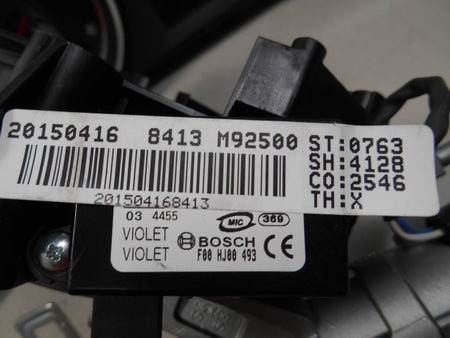 20150416 8413 M92500 ST:0763
SH:4128
CO:2546
TH:X
201504168413
03 4455 MIC 369
VIOLET BOSCH CE
VIOLET F00 HJ00 493